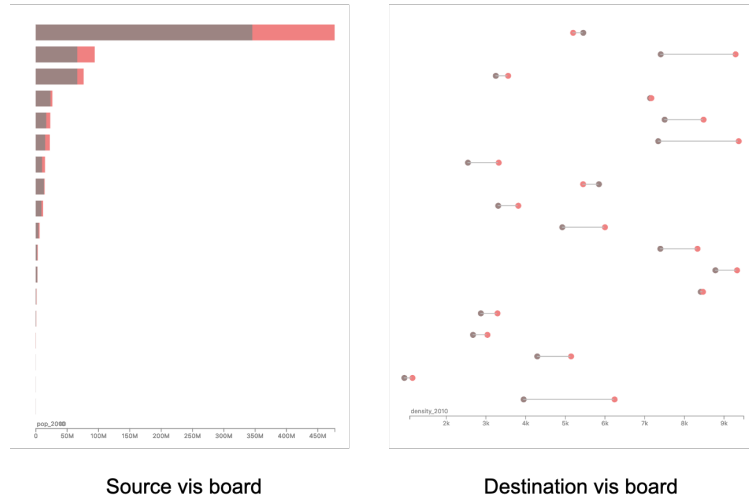 pop_20
0 50M 100M 150M 200M 250M 300M 350M 400M 450M
density_2010
2k 3k 4k 5k 6k 7k 8k 9k
Source vis board
Destination vis board